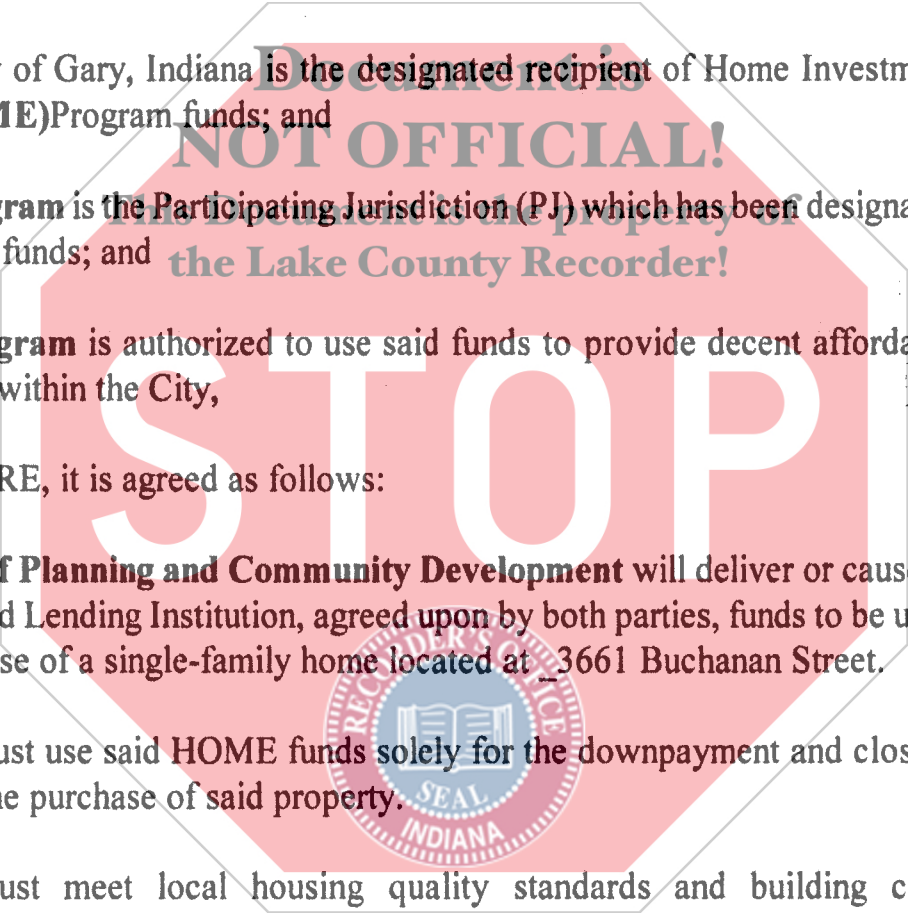 of Gary, Indiana is the designated recipient of Home Investm
Document is
ME)Program funds; and
NOT OFFICIAL!
gram is the Participating Jurisdiction (PJ) which has been designa
This Document is the property of
funds; and
the Lake County Recorder!
gram is authorized to use said funds to provide decent afforda
within the City,
STOP
RE, it is agreed as follows:
f Planning and Community Development will deliver or cause
d Lending Institution, agreed upon by both parties, funds to be u
se of a single-family home located at _3661 Buchanan Street.
RECORDER'S OFFICE
ust use said HOME funds solely for the downpayment and clos
e purchase of said property.
SEAL
INDIANA
ust meet local housing quality standards and building c